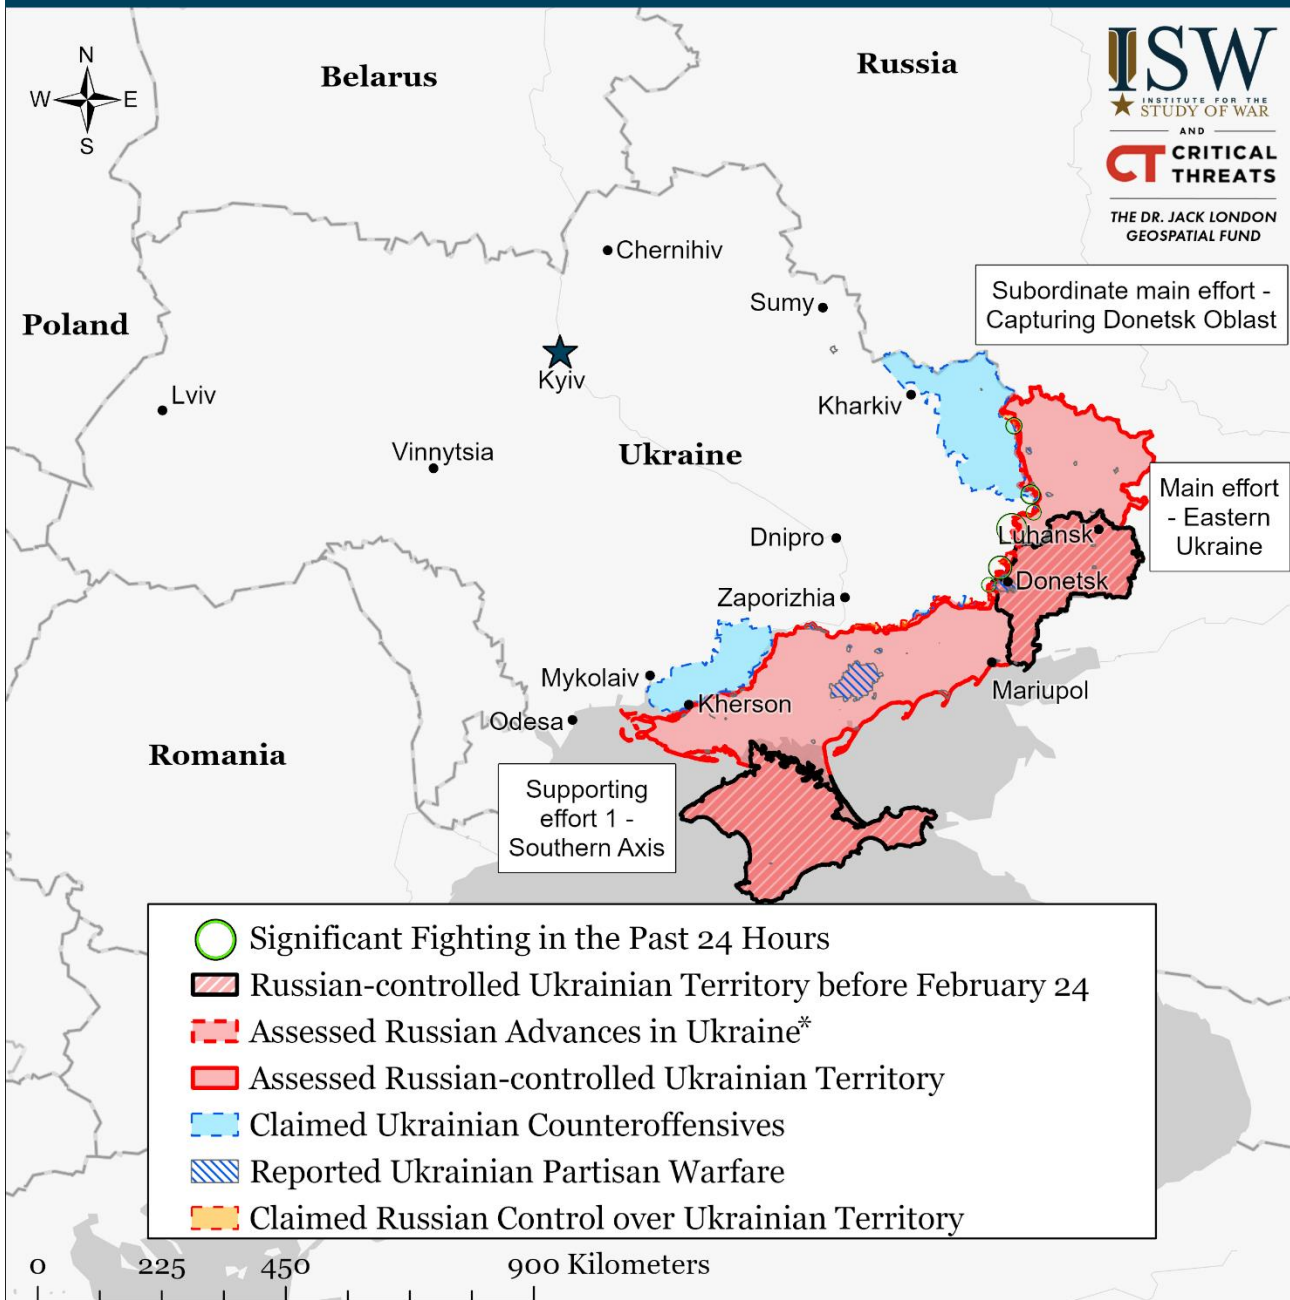 N
W
E
S
Belarus
Russia
ISW
INSTITUTE FOR THE
STUDY OF WAR
AND
CT CRITICAL
THREATS
THE DR. JACK LONDON
GEOSPATIAL FUND
Chernihiv
Subordinate main effort -
Capturing Donetsk Oblast
Sumy
Poland
Kyiv
Lviv
Kharkiv
Vinnytsia
Ukraine
Main effort
- Eastern
Ukraine
Dnipro
Luhansk
Donetsk
Zaporizhia
Mykolaiv
Mariupol
Kherson
Odesa
Romania
Supporting
effort 1 -
Southern Axis
Significant Fighting in the Past 24 Hours
Russian-controlled Ukrainian Territory before February 24
Assessed Russian Advances in Ukraine*
Assessed Russian-controlled Ukrainian Territory
Claimed Ukrainian Counteroffensives
Reported Ukrainian Partisan Warfare
Claimed Russian Control over Ukrainian Territory
0 225 450 900 Kilometers